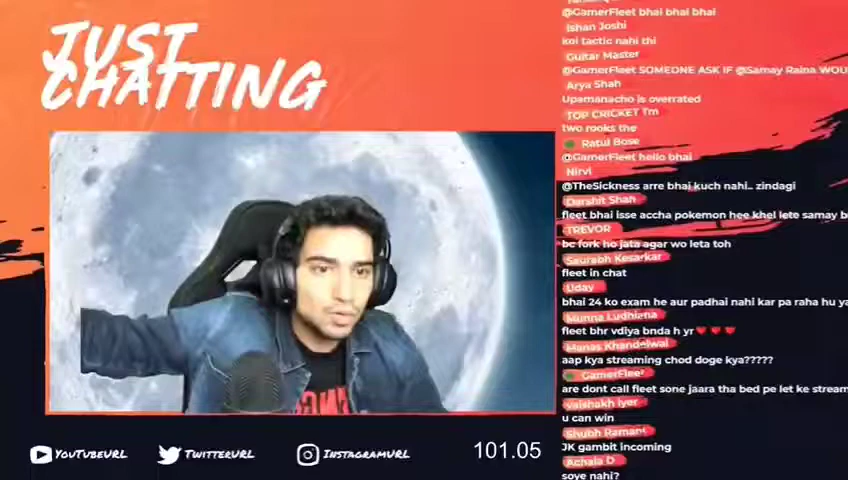 JUST
CHATTING
@GamerFleet bhai bhai bhai
Ishan Joshi
koi tactic nahi thi
Guitar Master
@GamerFleet SOMEONE ASK IF @Samay Raina WOU
Arya Shah
Upamanacho is overrated
TOP CRICKET Tm
two rooks the
Ratul Bose
@GamerFleet hello bhai
Nirvi
@TheSickness arre bhai kuch nahi.. zindagi
Darshit Shah
fleet bhai isse accha pokemon hee khel lete samay b
TREVOR
bc fork ho jata agar wo leta toh
Saurabh Kesarkar
fleet in chat
Uday
bhai 24 ko exam he aur padhai nahi kar pa raha hu ya
Munna Ludhiana
fleet bhr vdiya bnda h yr ❤️ ❤️ ❤️
Manas Khandelwal
aap kya streaming chod doge kya?????
GamerFleet
are dont call fleet sone jaara tha bed pe let ke stream
vaishakh iyer
u can win
Shubh Ramani
JK gambit incoming
Achala D
soye nahi?
YouTubeURL
TwitterURL
InstagramURL
101.05